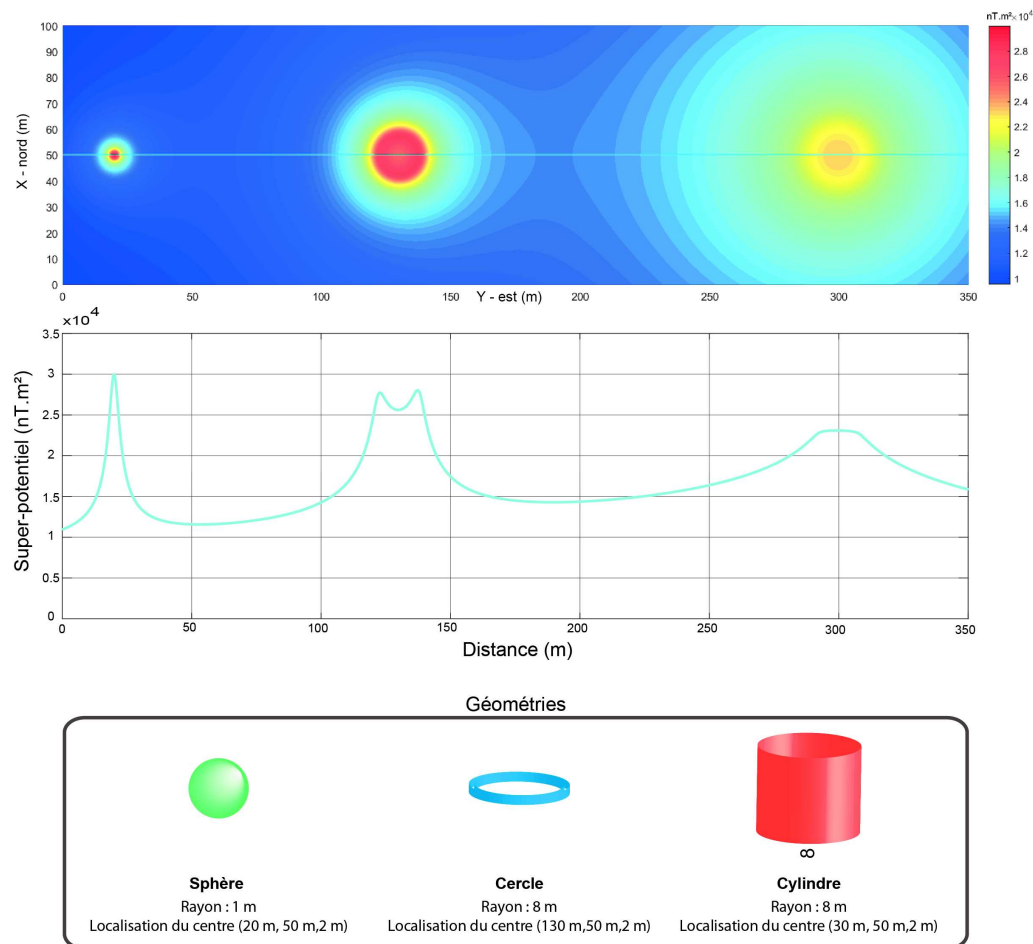 nT.m²×10⁴
100
90
80
70
60
50
40
30
20
10
0
X - nord (m)
0 50 100 150 200 250 300 350
Y - est (m)
3
2.8
2.6
2.4
2.2
2
1.8
1.6
1.4
1.2
×10⁴
3.5
3
2.5
2
1.5
1
0.5
0
Super-potentiel (nT.m²)
0 50 100 150 200 250 300 350
Distance (m)
Géométries
∞
Sphère
Rayon : 1 m
Localisation du centre (20 m, 50 m,2 m)
Cercle
Rayon : 8 m
Localisation du centre (130 m,50 m,2 m)
Cylindre
Rayon : 8 m
Localisation du centre (30 m, 50 m,2 m)